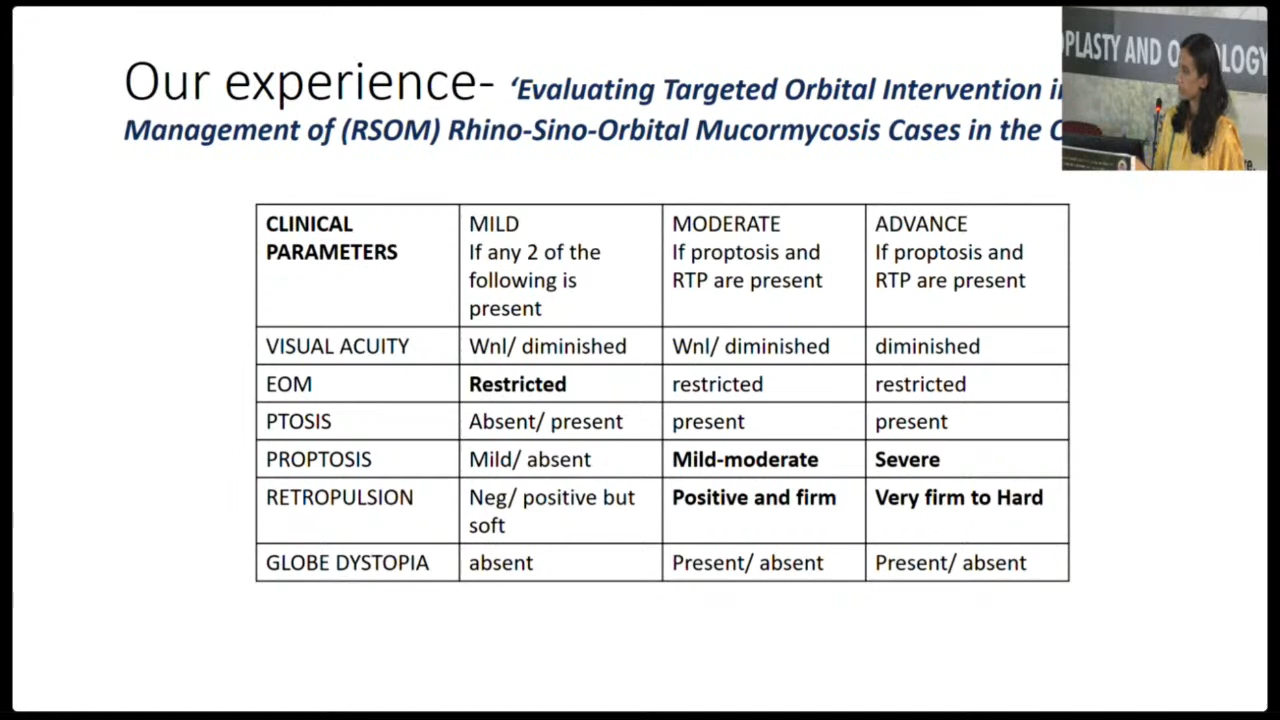 Our experience- ‘Evaluating Targeted Orbital Intervention
Management of (RSOM) Rhino-Sino-Orbital Mucormycosis Cases in the
PLASTY AND
CLINICAL PARAMETERS
MILD
If any 2 of the
following is
present
MODERATE
If proptosis and
RTP are present
ADVANCE
If proptosis and
RTP are present
VISUAL ACUITY
Wnl/ diminished
Wnl/ diminished
diminished
EOM
Restricted
restricted
restricted
PTOSIS
Absent/ present
present
present
PROPTOSIS
Mild/ absent
Mild-moderate
Severe
RETROPULSION
Neg/ positive but
soft
Positive and firm
Very firm to Hard
GLOBE DYSTOPIA
absent
Present/ absent
Present/ absent